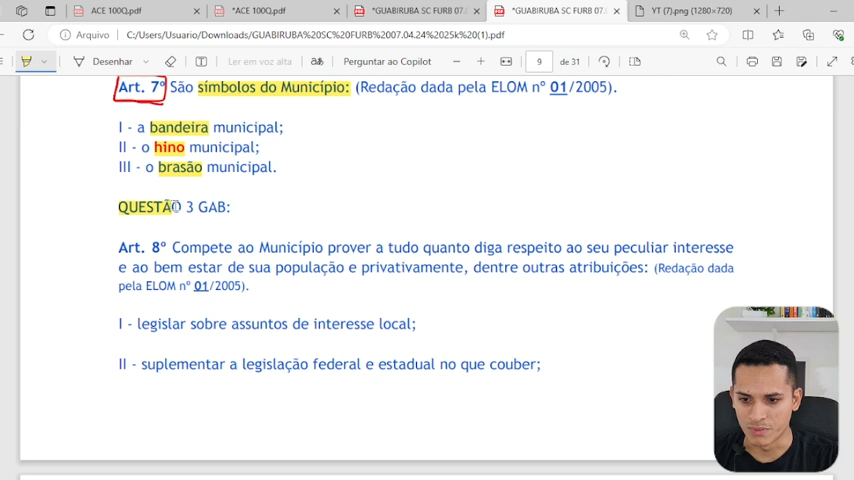 ACE 100Q.pdf
*ACE 100Q.pdf
*GUABIRUBA SC FURB 07.
*GUABIRUBA SC FURB 07.
YT (7).png (1280×720)
Arquivo
C:/Users/Usuario/Downloads/GUABIRUBA%20SC%20FURB%2007.04.24%2025k%20(1).pdf
Desenhar
Ler em voz alta
aあ
Perguntar ao Copilot
9
de 31
Art. 7º São símbolos do Município: (Redação dada pela ELOM nº 01/2005).
I - a bandeira municipal;
II - o hino municipal;
III - o brasão municipal.
QUESTÃO 3 GAB:
Art. 8º Compete ao Município prover a tudo quanto diga respeito ao seu peculiar interesse
e ao bem estar de sua população e privativamente, dentre outras atribuições: (Redação dada
pela ELOM nº 01/2005).
I - legislar sobre assuntos de interesse local;
II - suplementar a legislação federal e estadual no que couber;